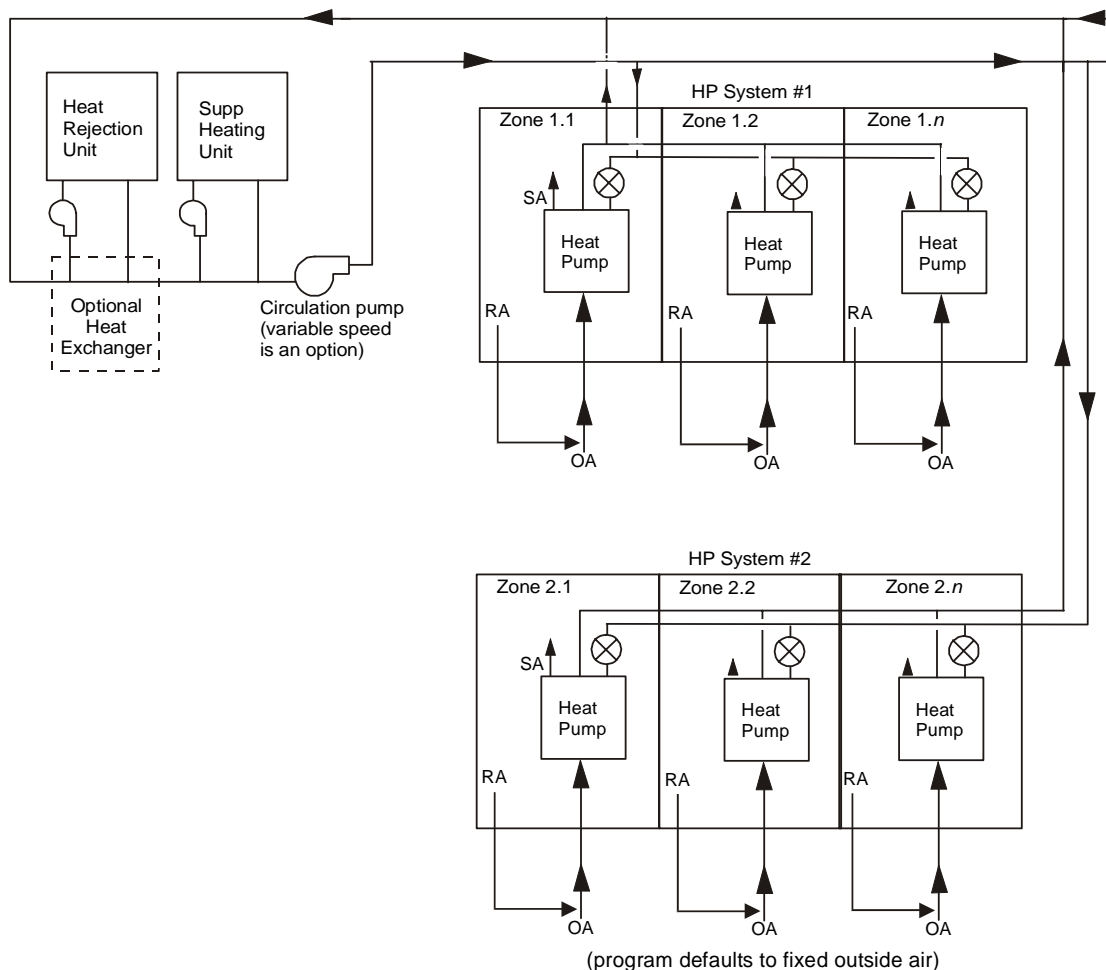 Heat
Rejection
Unit
Supp
Heating
Unit
Optional
Heat
Exchanger
Circulation pump
(variable speed
is an option)
HP System #1
Zone 1.1
Zone 1.2
Zone 1.n
SA
Heat
Pump
Heat
Pump
Heat
Pump
RA
RA
RA
OA
OA
OA
HP System #2
Zone 2.1
Zone 2.2
Zone 2.n
SA
Heat
Pump
Heat
Pump
Heat
Pump
RA
RA
RA
OA
OA
OA
(program defaults to fixed outside air)